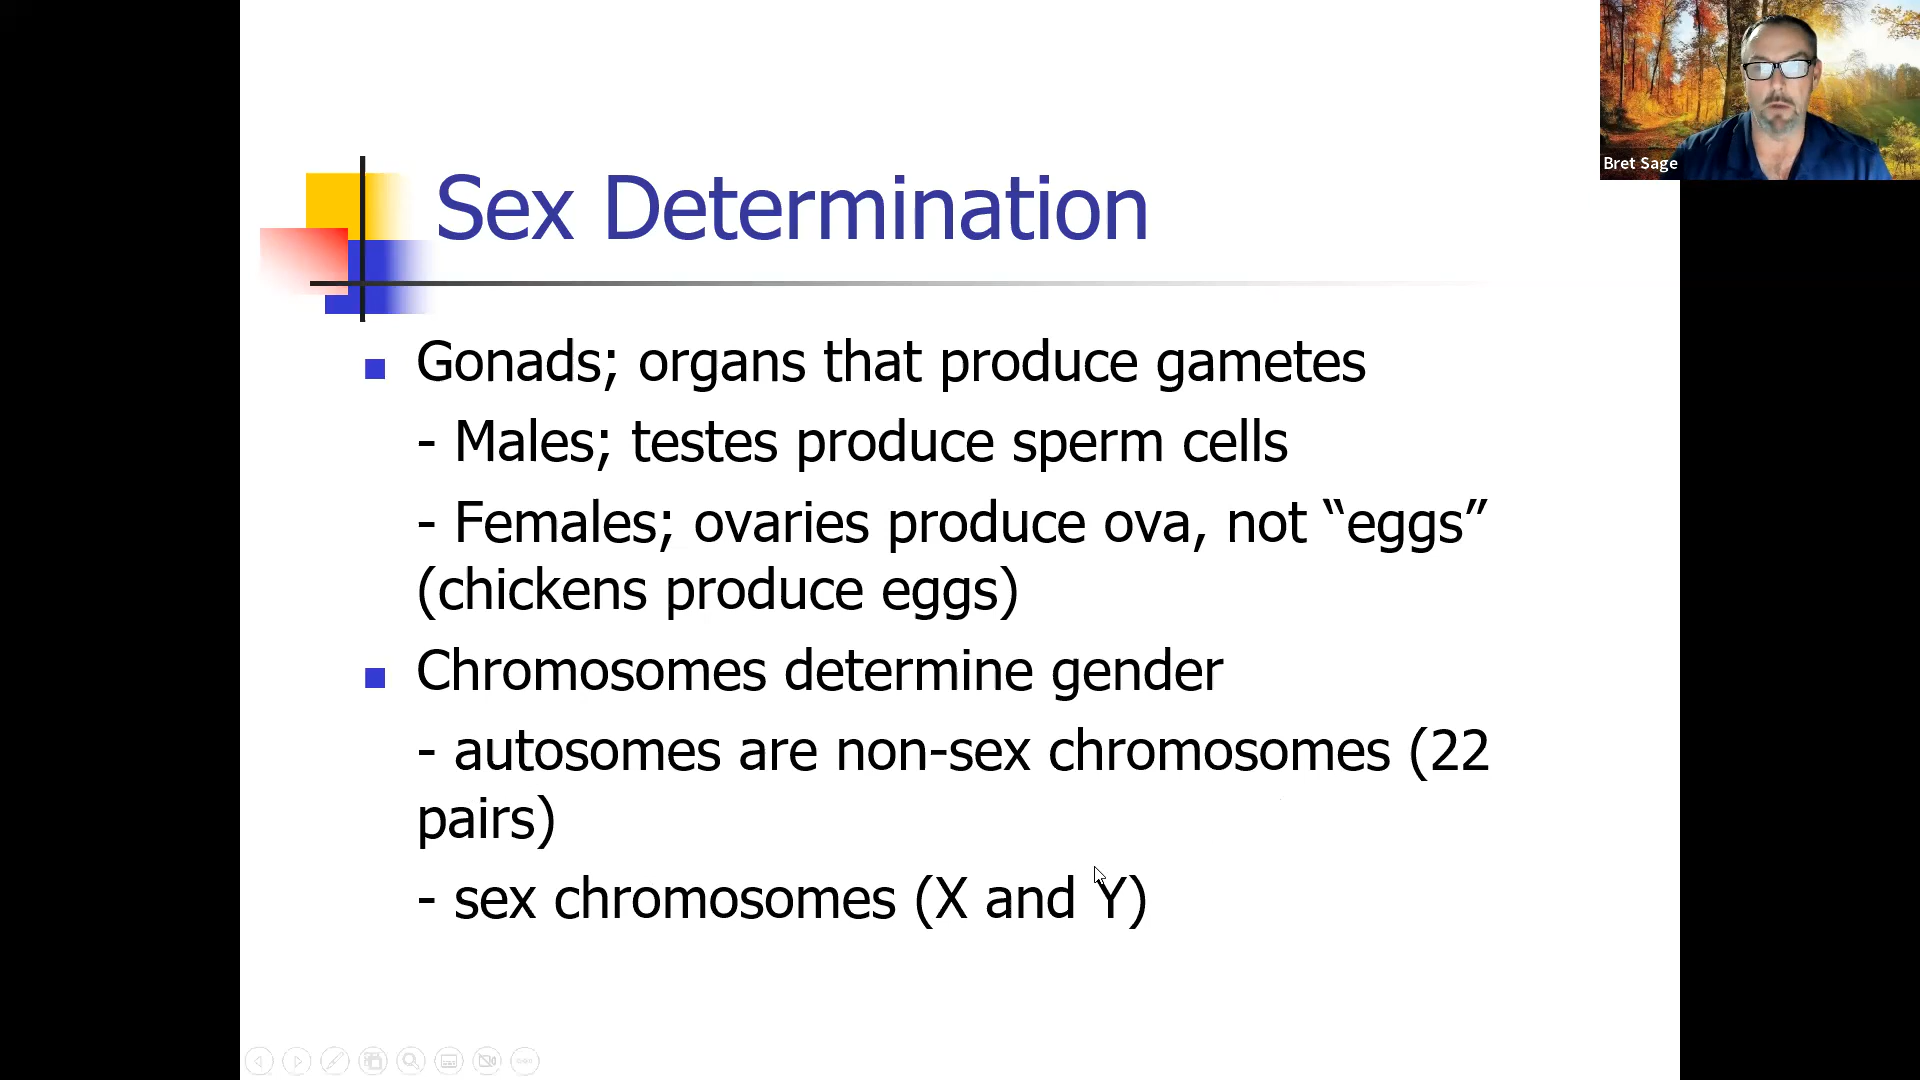 Bret Sage
Sex Determination
Gonads; organs that produce gametes
- Males; testes produce sperm cells
- Females; ovaries produce ova, not “eggs”
(chickens produce eggs)
Chromosomes determine gender
- autosomes are non-sex chromosomes (22
pairs)
- sex chromosomes (X and Y)